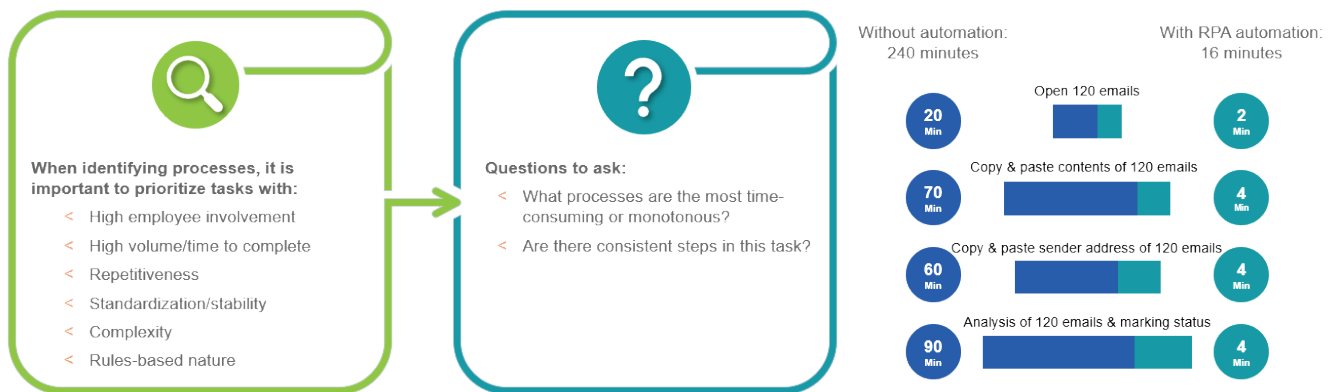 When identifying processes, it is
important to prioritize tasks with:
< High employee involvement
< High volume/time to complete
< Repetitiveness
< Standardization/stability
< Complexity
< Rules-based nature
?
Questions to ask:
< What processes are the most time-
consuming or monotonous?
< Are there consistent steps in this task?
Without automation:
240 minutes
With RPA automation:
16 minutes
Open 120 emails
20
Min
2
Min
Copy & paste contents of 120 emails
70
Min
4
Min
Copy & paste sender address of 120 emails
60
Min
4
Min
Analysis of 120 emails & marking status
90
Min
4
Min